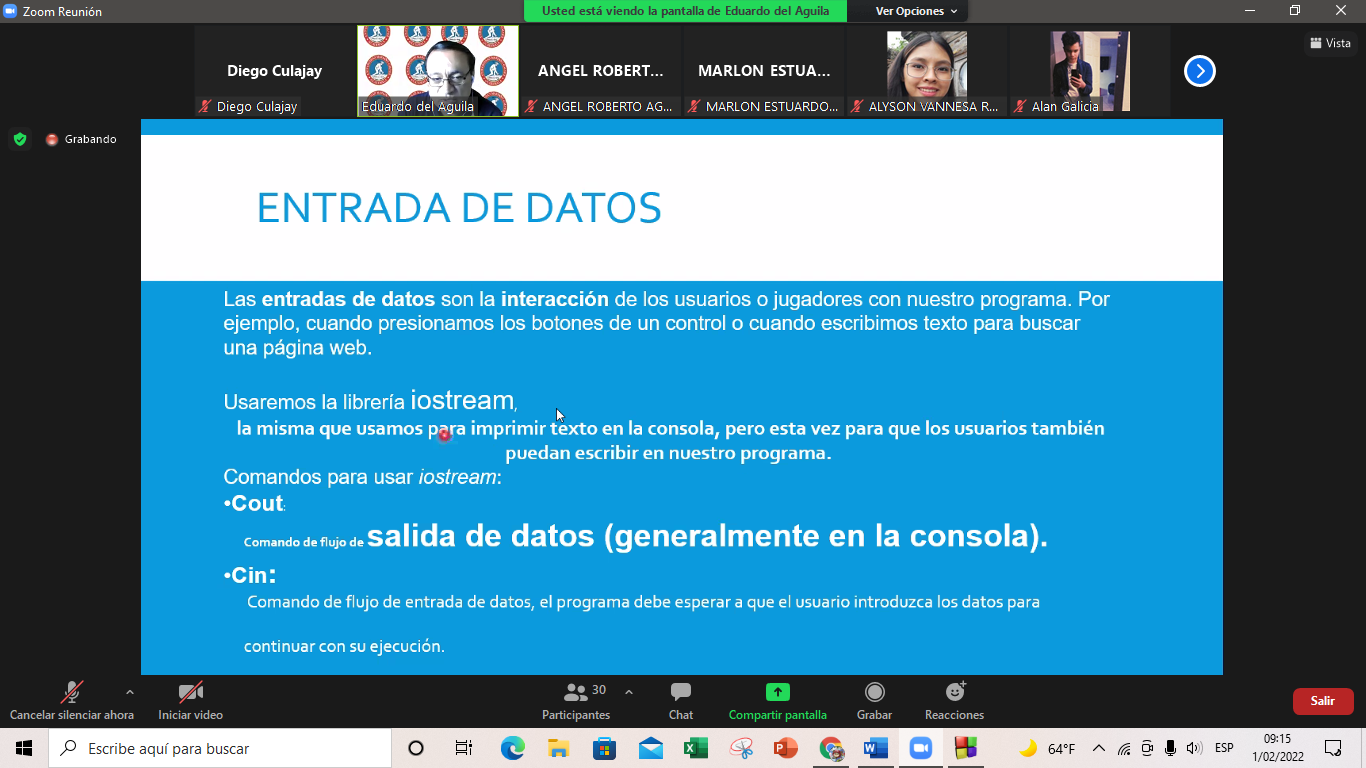 Zoom Reunión
Usted está viendo la pantalla de Eduardo del Aguila
Ver Opciones
Diego Culajay
ANGEL ROBERT...
MARLON ESTUA...
Vista
Diego Culajay
Eduardo del Aguila
ANGEL ROBERTO AG...
MARLON ESTUARDO...
ALYSON VANNESA R...
Alan Galicia
Grabando
ENTRADA DE DATOS
Las entradas de datos son la interacción de los usuarios o jugadores con nuestro programa. Por
ejemplo, cuando presionamos los botones de un control o cuando escribimos texto para buscar
una página web.
Usaremos la librería iostream,
la misma que usamos para imprimir texto en la consola, pero esta vez para que los usuarios también
puedan escribir en nuestro programa.
Comandos para usar iostream:
•Cout:
Comando de flujo de salida de datos (generalmente en la consola).
•Cin:
Comando de flujo de entrada de datos, el programa debe esperar a que el usuario introduzca los datos para
continuar con su ejecución.
30
Cancelar silenciar ahora
Iniciar video
Participantes
Chat
Compartir pantalla
Grabar
Reacciones
Salir
Escribe aquí para buscar
64°F
ESP
09:15
1/02/2022